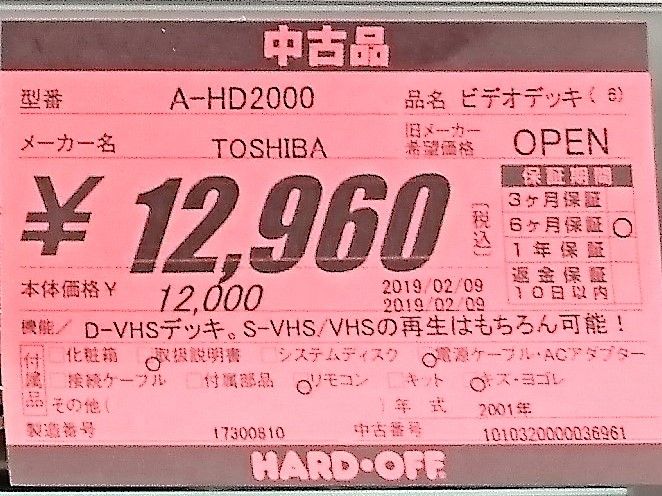 中古品
型番 A-HD2000 品名 ビデオデッキ( 6)
メーカー名 TOSHIBA 旧メーカー希望価格 OPEN
¥12,960 [税込]
保証期間
3ヶ月保証
6ヶ月保証 ○
1年保証
返金保証
10日以内
本体価格¥ 12,000
2019/02/09
2019/02/09
機能/ D-VHSデッキ。S-VHS/VHSの再生はもちろん可能!
付属品
□化粧箱 ○取扱説明書 □システムディスク ○電源ケーブル・ACアダプター
□接続ケーブル □付属部品 ○リモコン □キット ○キズ・ヨゴレ
その他( ) 年式 2001年
製造番号 17300810 中古番号 1010320000036961
HARD・OFF